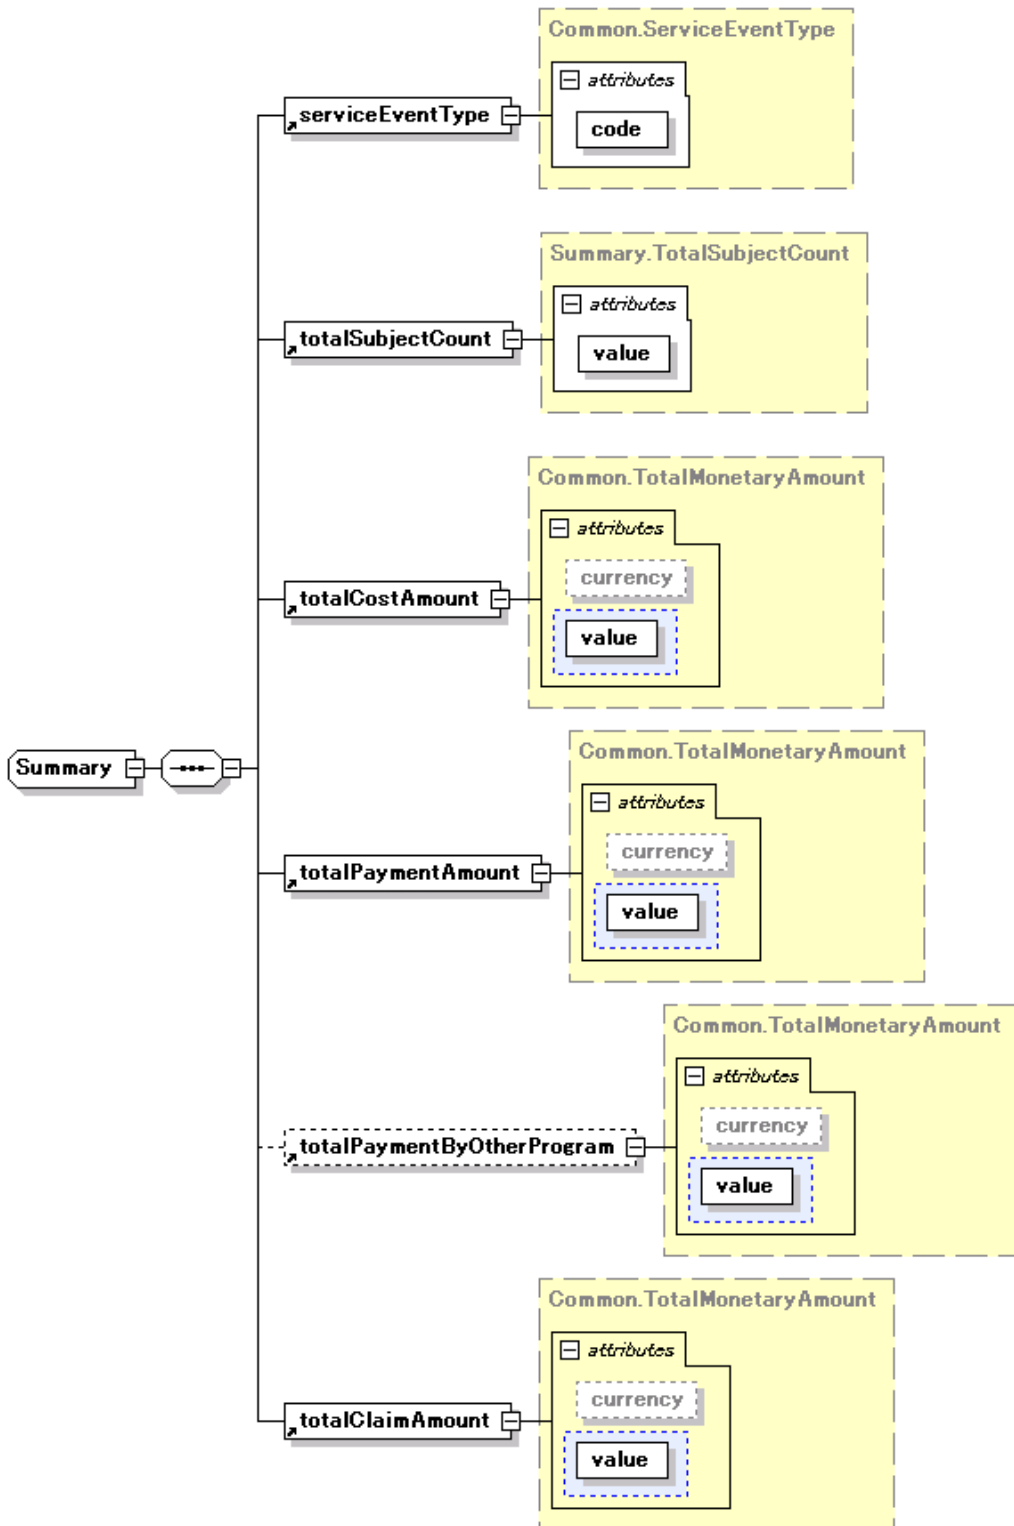 Common.ServiceEventType
attributes
serviceEventType
code
Summary.TotalSubjectCount
attributes
totalSubjectCount
value
Common.TotalMonetaryAmount
attributes
currency
totalCostAmount
value
Summary
Common.TotalMonetaryAmount
attributes
currency
totalPaymentAmount
value
Common.TotalMonetaryAmount
attributes
currency
totalPaymentByOtherProgram
value
Common.TotalMonetaryAmount
attributes
currency
totalClaimAmount
value